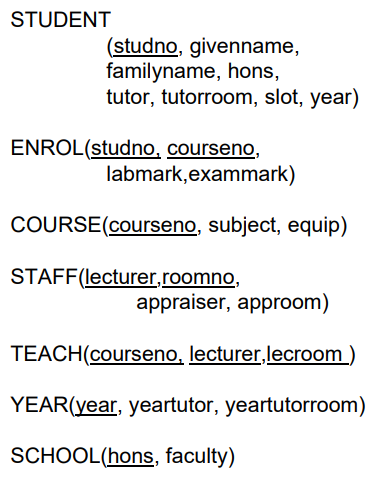 STUDENT
(studno, givenname,
familyname, hons,
tutor, tutorroom, slot, year)
ENROL(studno, courseno,
labmark,exammark)
COURSE(courseno, subject, equip)
STAFF(lecturer,roomno,
appraiser, approom)
TEACH(courseno, lecturer,lecroom )
YEAR(year, yeartutor, yeartutorroom)
SCHOOL(hons, faculty)